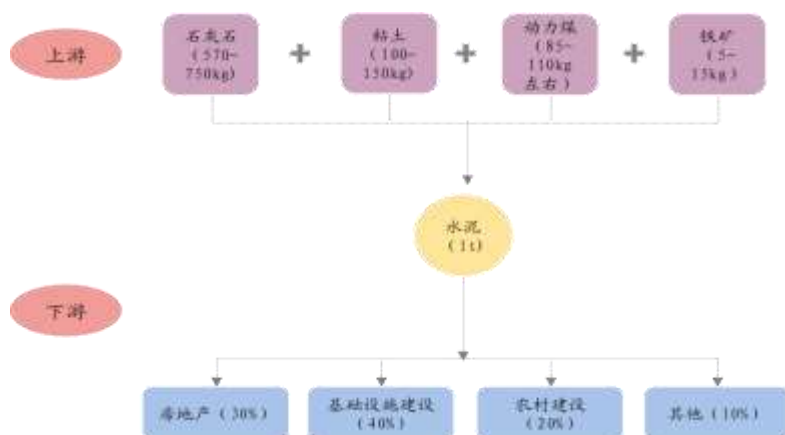 上游
石灰石
(570-
750kg)
粘土
(100-
150kg)
动力煤
(85-
110kg
左右)
铁矿
(5-
15kg)
水泥
(1t)
下游
房地产(30%)
基础设施建设
(40%)
农村建设
(20%)
其他(10%)